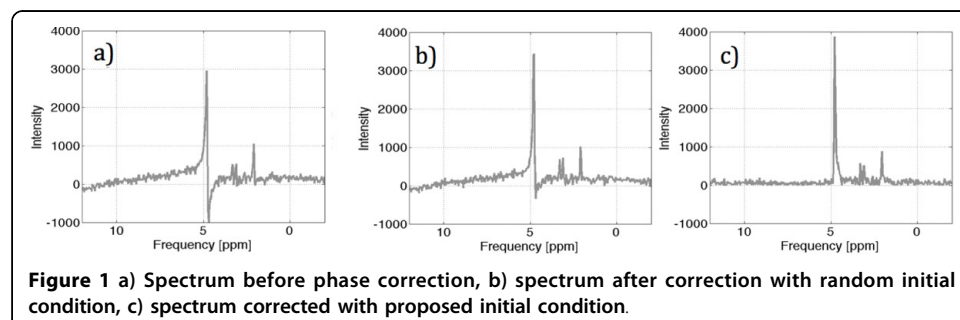 a)
4000
3000
2000
1000
0
-1000
Intensity
10
5
0
Frequency [ppm]
b)
4000
3000
2000
1000
0
-1000
Intensity
10
5
0
Frequency [ppm]
c)
4000
3000
2000
1000
0
-1000
Intensity
10
5
0
Frequency [ppm]
Figure 1 a) Spectrum before phase correction, b) spectrum after correction with random initial
condition, c) spectrum corrected with proposed initial condition.